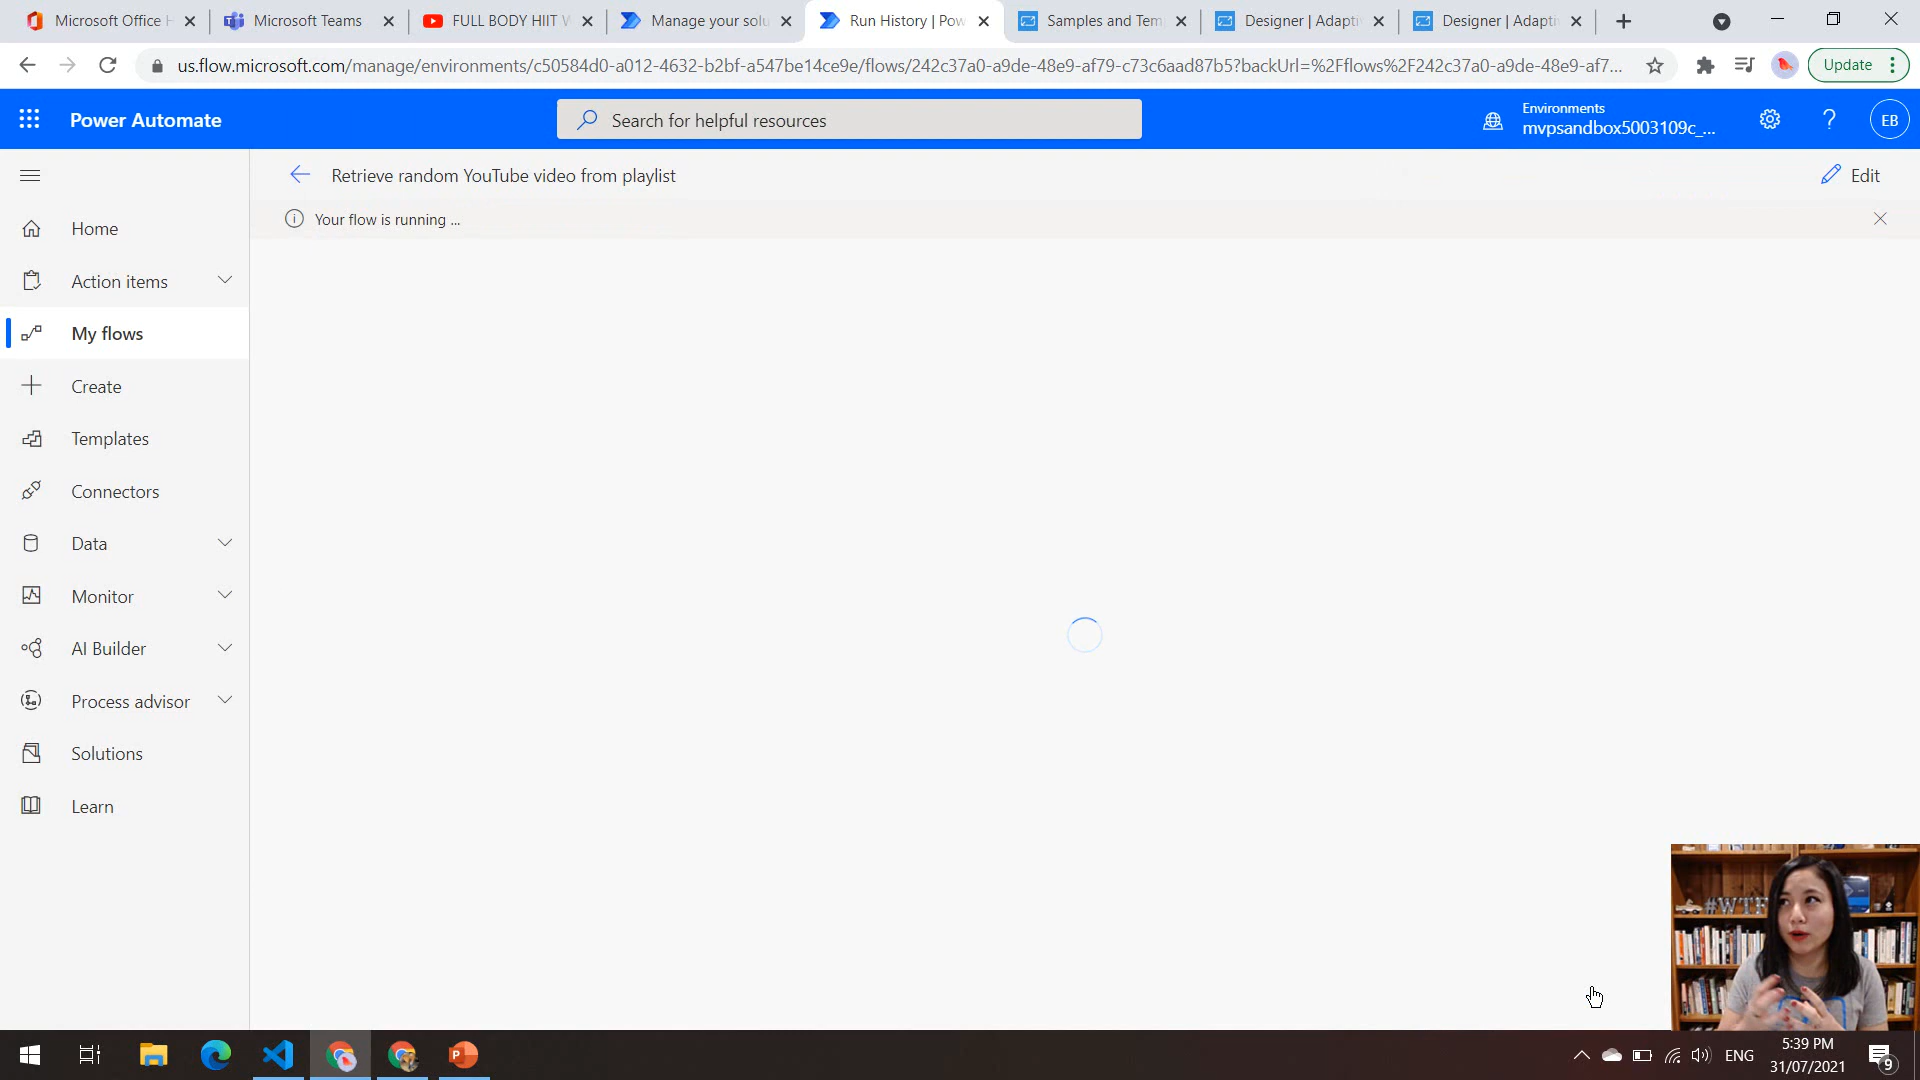 Microsoft Office H
Microsoft Teams
FULL BODY HIIT W
Manage your solu
Run History | Pow
Samples and Tem
Designer | Adapti
Designer | Adapti
us.flow.microsoft.com/manage/environments/c50584d0-a012-4632-b2bf-a547be14ce9e/flows/242c37a0-a9de-48e9-af79-c73c6aad87b5?backUrl=%2Fflows%2F242c37a0-a9de-48e9-af7...
Update
Power Automate
Search for helpful resources
Environments
mvpsandbox5003109c_...
EB
Retrieve random YouTube video from playlist
Edit
Your flow is running ...
Home
Action items
My flows
Create
Templates
Connectors
Data
Monitor
AI Builder
Process advisor
Solutions
Learn
#WTF
ENG
5:39 PM
31/07/2021
9